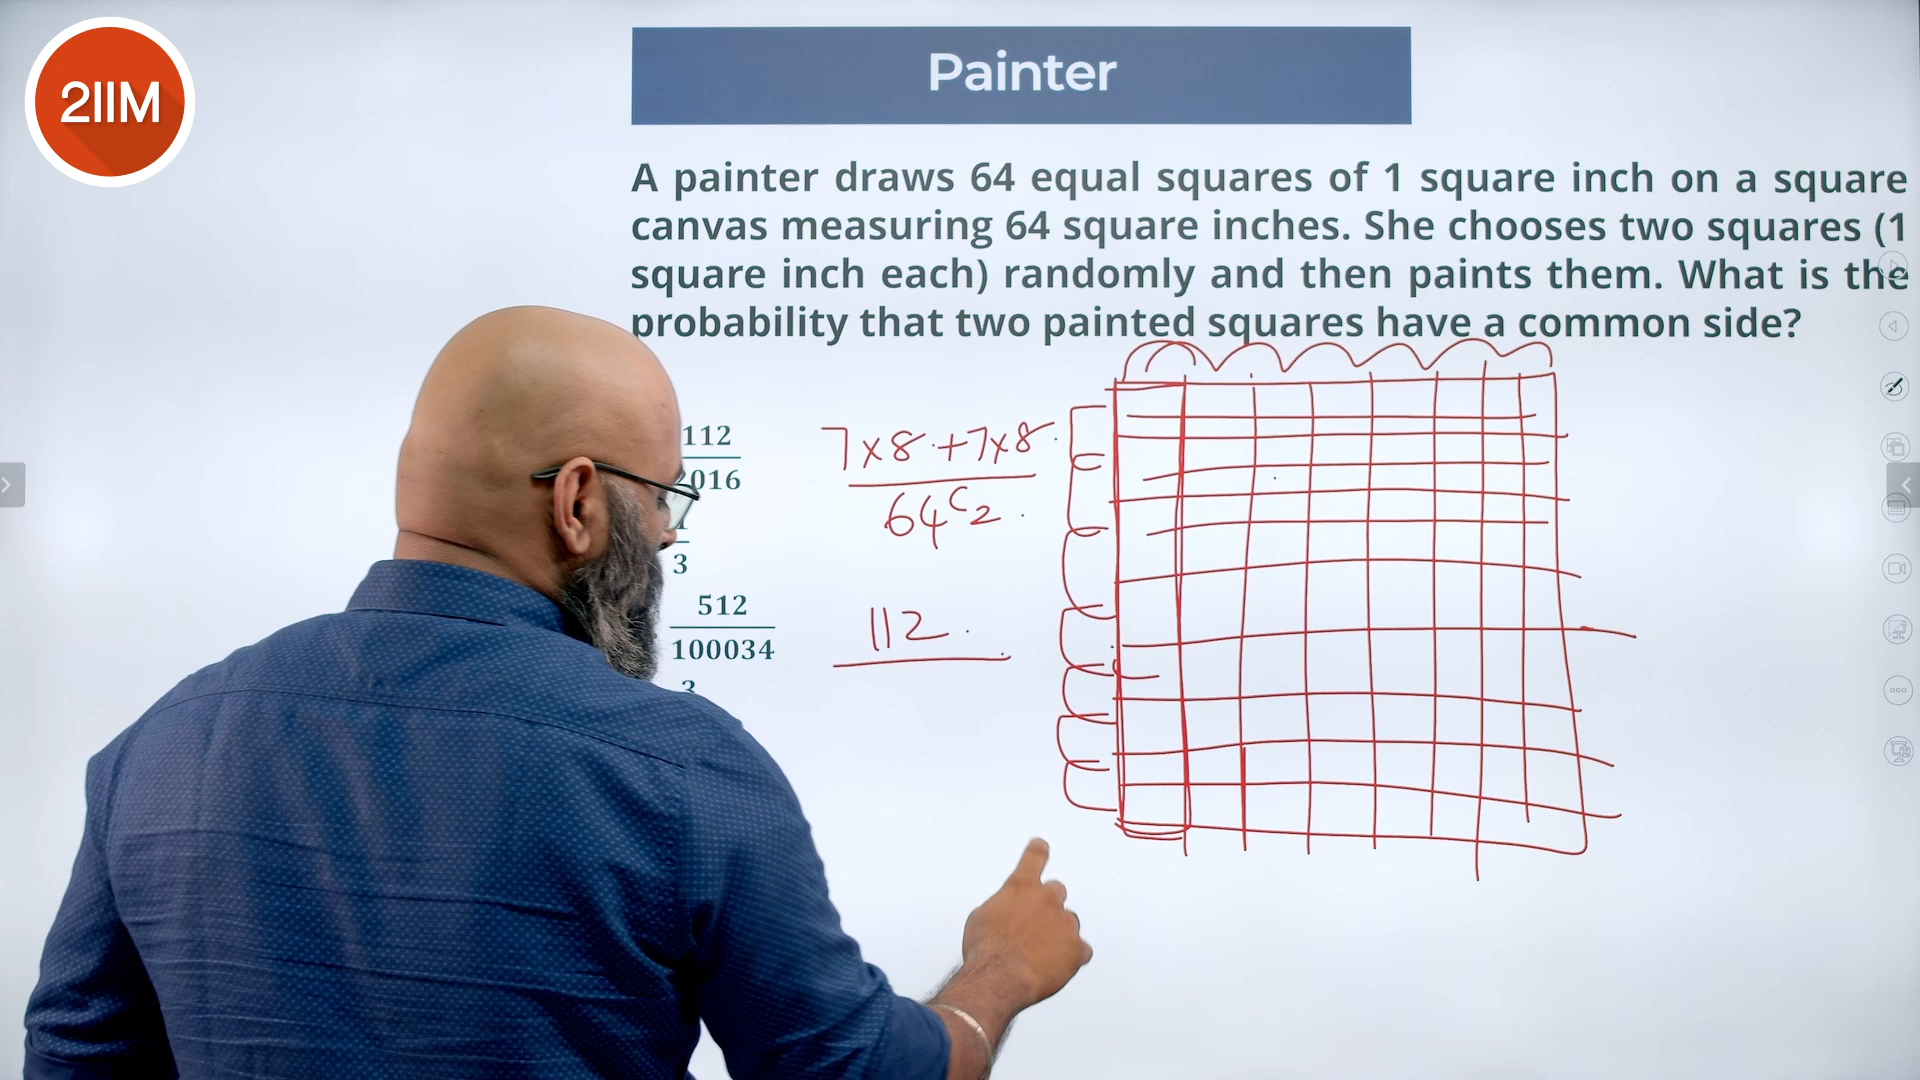 2IIM
Painter
A painter draws 64 equal squares of 1 square inch on a square
canvas measuring 64 square inches. She chooses two squares (1
square inch each) randomly and then paints them. What is the
probability that two painted squares have a common side?
112
2016
3
512
100034
3
7x8 + 7x8
64C2
112